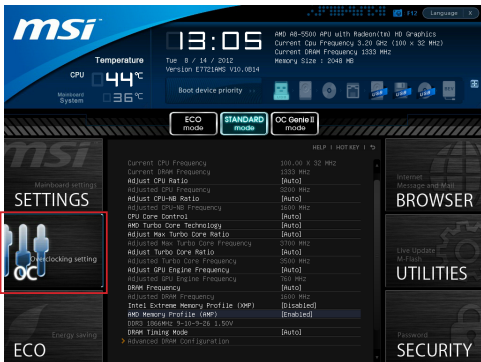 msi
F12 Language X
13:05
Temperature
CPU 44°C
Mainboard System 36°C
Tue 8 / 14 / 2012
Version E7721AMS V10.0B14
AMD A8-5500 APU with Radeon(tm) HD Graphics
Current Cpu Frequency 3.20 GHz (100 × 32 MHz)
Current DRAM Frequency 1333 MHz
Memory Size : 2048 MB
Boot device priority
USB USB USB
ECO mode
STANDARD mode
OC Genie II mode
HELP | HOTKEY |
msi
Mainboard settings
SETTINGS
Overclocking setting
OC
Energy saving
ECO
Current CPU Frequency 100.00 X 32 MHz
Current DRAM Frequency 1333 MHz
Adjust CPU Ratio [Auto]
Adjusted CPU Frequency 3200 MHz
Adjust CPU-NB Ratio [Auto]
Adjusted CPU-NB Frequency 1600 MHz
CPU Core Control [Auto]
AMD Turbo Core Technology [Auto]
Adjust Max Turbo Core Ratio [Auto]
Adjusted Max Turbo Core Frequency 3700 MHz
Adjust Turbo Core Ratio [Auto]
Adjusted Turbo Core Frequency 3500 MHz
Adjust GPU Engine Frequency [Auto]
Adjusted GPU Engine Frequency 760 MHz
DRAM Frequency [Auto]
Adjusted DRAM Frequency 1600 MHz
Intel Extreme Memory Profile (XMP) [Disabled]
AMD Memory Profile (AMP) [Enabled]
DDR3 1866MHz 9-10-9-26 1.50V
DRAM Timing Mode [Auto]
> Advanced DRAM Configuration
Internet
Message and Mail
BROWSER
Live Update
M-Flash
UTILITIES
Password
SECURITY